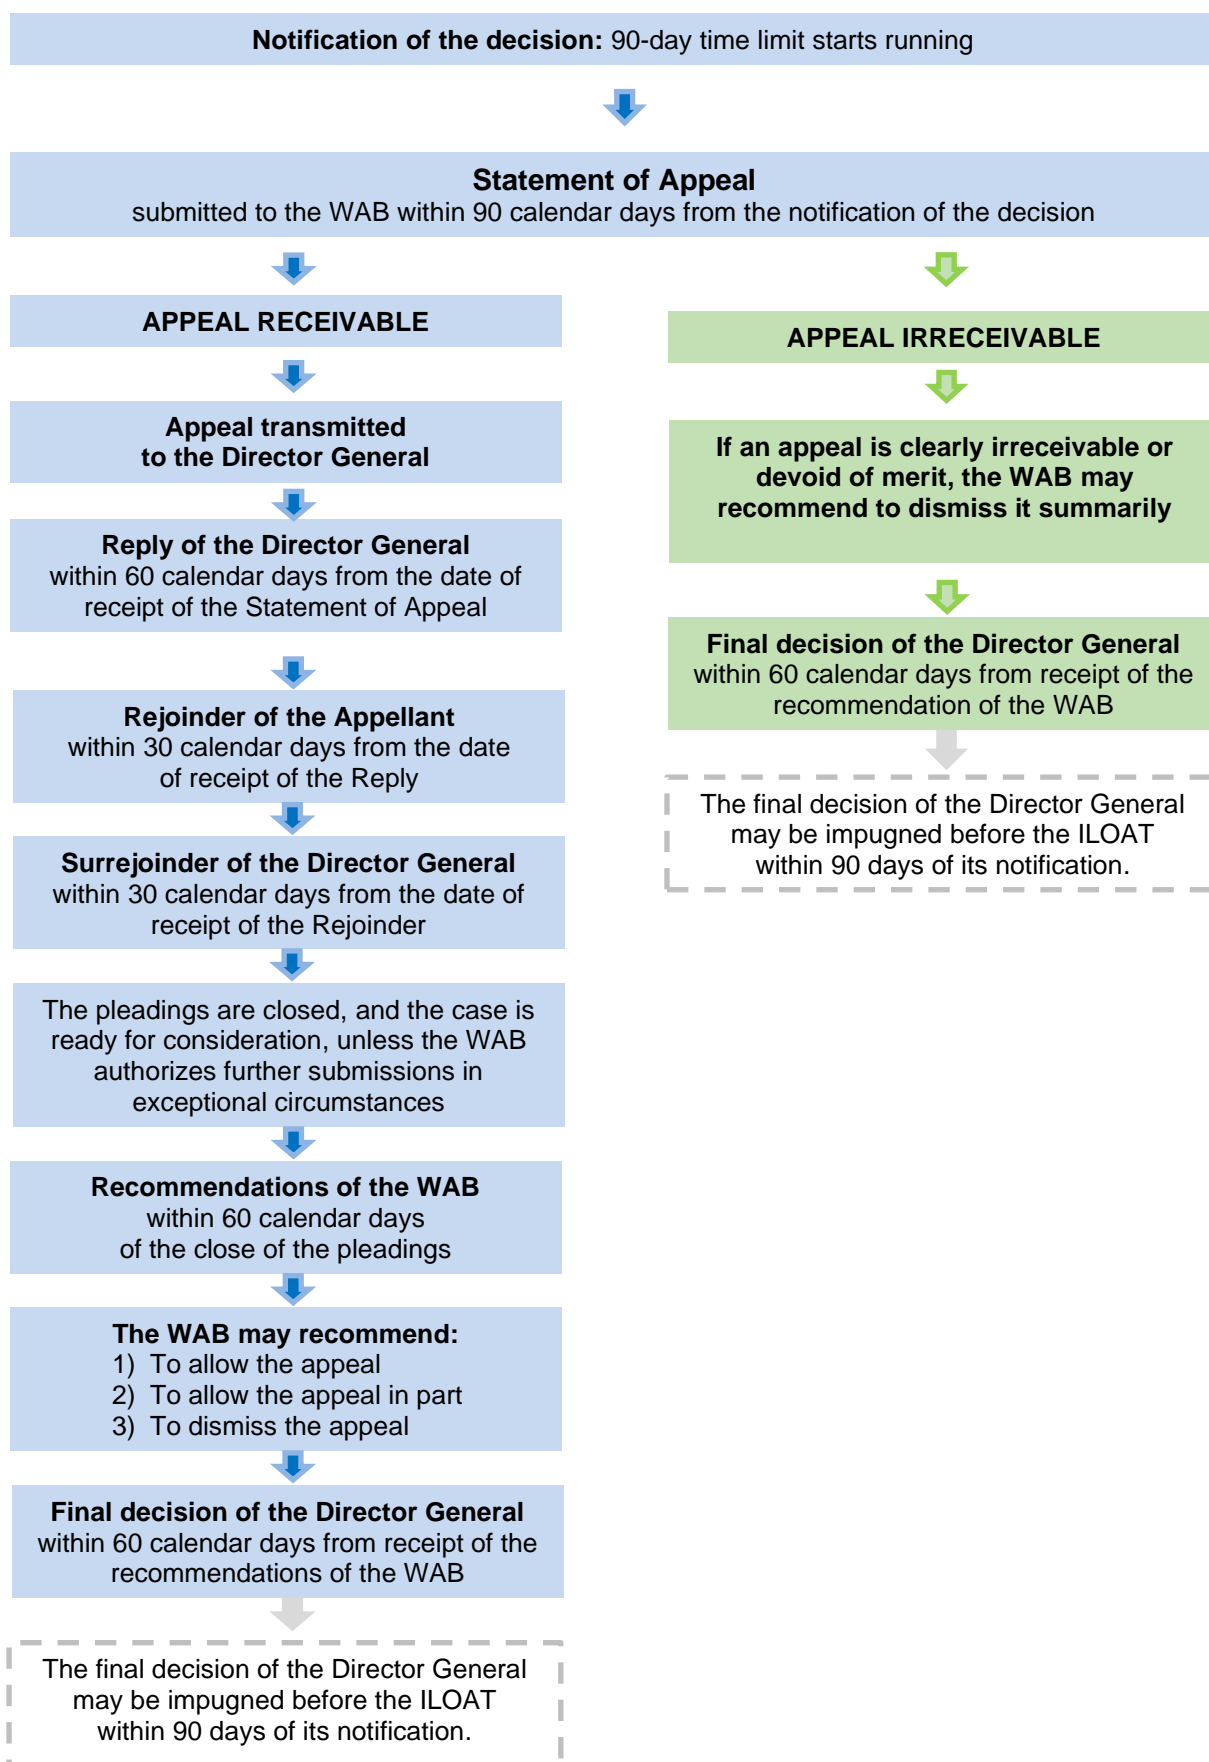 Notification of the decision: 90-day time limit starts running
Statement of Appeal
submitted to the WAB within 90 calendar days from the notification of the decision
APPEAL RECEIVABLE
Appeal transmitted
to the Director General
Reply of the Director General
within 60 calendar days from the date of
receipt of the Statement of Appeal
Rejoinder of the Appellant
within 30 calendar days from the date
of receipt of the Reply
Surrejoinder of the Director General
within 30 calendar days from the date of
receipt of the Rejoinder
The pleadings are closed, and the case is
ready for consideration, unless the WAB
authorizes further submissions in
exceptional circumstances
Recommendations of the WAB
within 60 calendar days
of the close of the pleadings
The WAB may recommend:
1) To allow the appeal
2) To allow the appeal in part
3) To dismiss the appeal
Final decision of the Director General
within 60 calendar days from receipt of the
recommendations of the WAB
The final decision of the Director General
may be impugned before the ILOAT
within 90 days of its notification.
APPEAL IRRECEIVABLE
If an appeal is clearly irreceivable or
devoid of merit, the WAB may
recommend to dismiss it summarily
Final decision of the Director General
within 60 calendar days from receipt of the
recommendation of the WAB
The final decision of the Director General
may be impugned before the ILOAT
within 90 days of its notification.